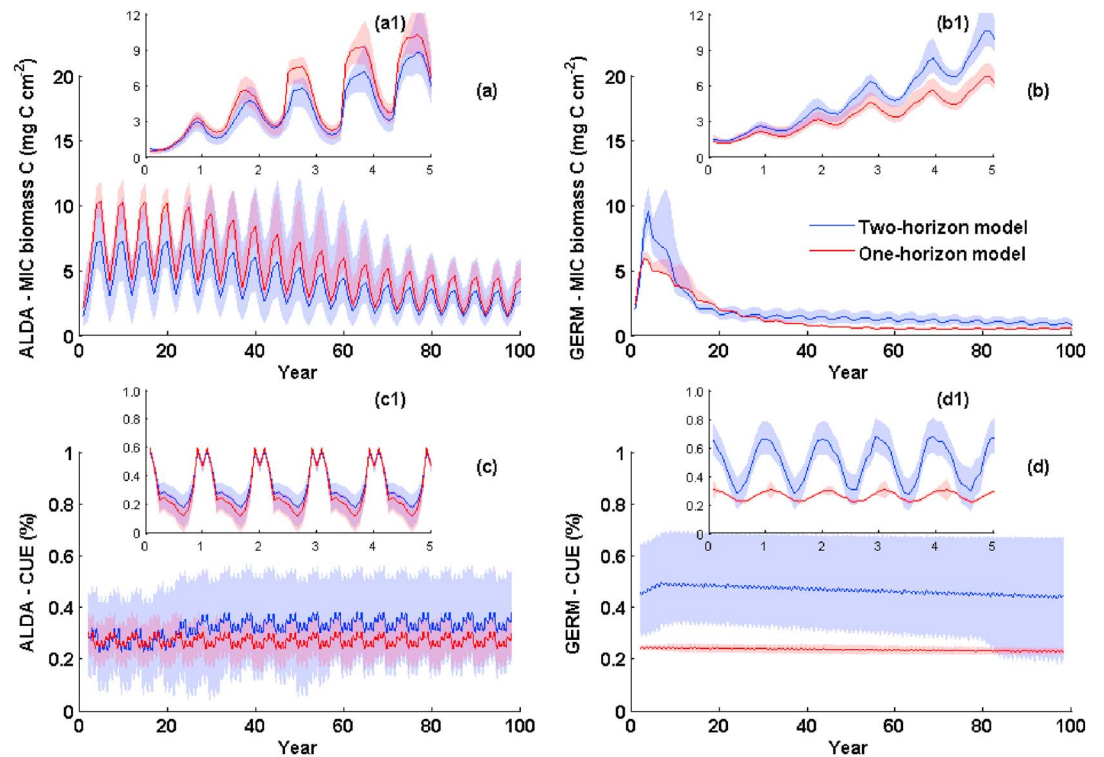 12
9
6
3
0
0 1 2 3 4 5
(a1)
(a)
20
15
10
5
0
0 20 40 60 80 100
Year
ALDA - MIC biomass C (mg C cm-2)
12
9
6
3
0
0 1 2 3 4 5
(b1)
(b)
20
15
10
5
0
0 20 40 60 80 100
Year
GERM - MIC biomass C (mg C cm-2)
Two-horizon model
One-horizon model
1.0
0.8
0.6
0.4
0.2
0
0 1 2 3 4 5
(c1)
(c)
1
0.8
0.6
0.4
0.2
0
0 20 40 60 80 100
Year
ALDA - CUE (%)
1.0
0.8
0.6
0.4
0.2
0
0 1 2 3 4 5
(d1)
(d)
1
0.8
0.6
0.4
0.2
0
0 20 40 60 80 100
Year
GERM - CUE (%)